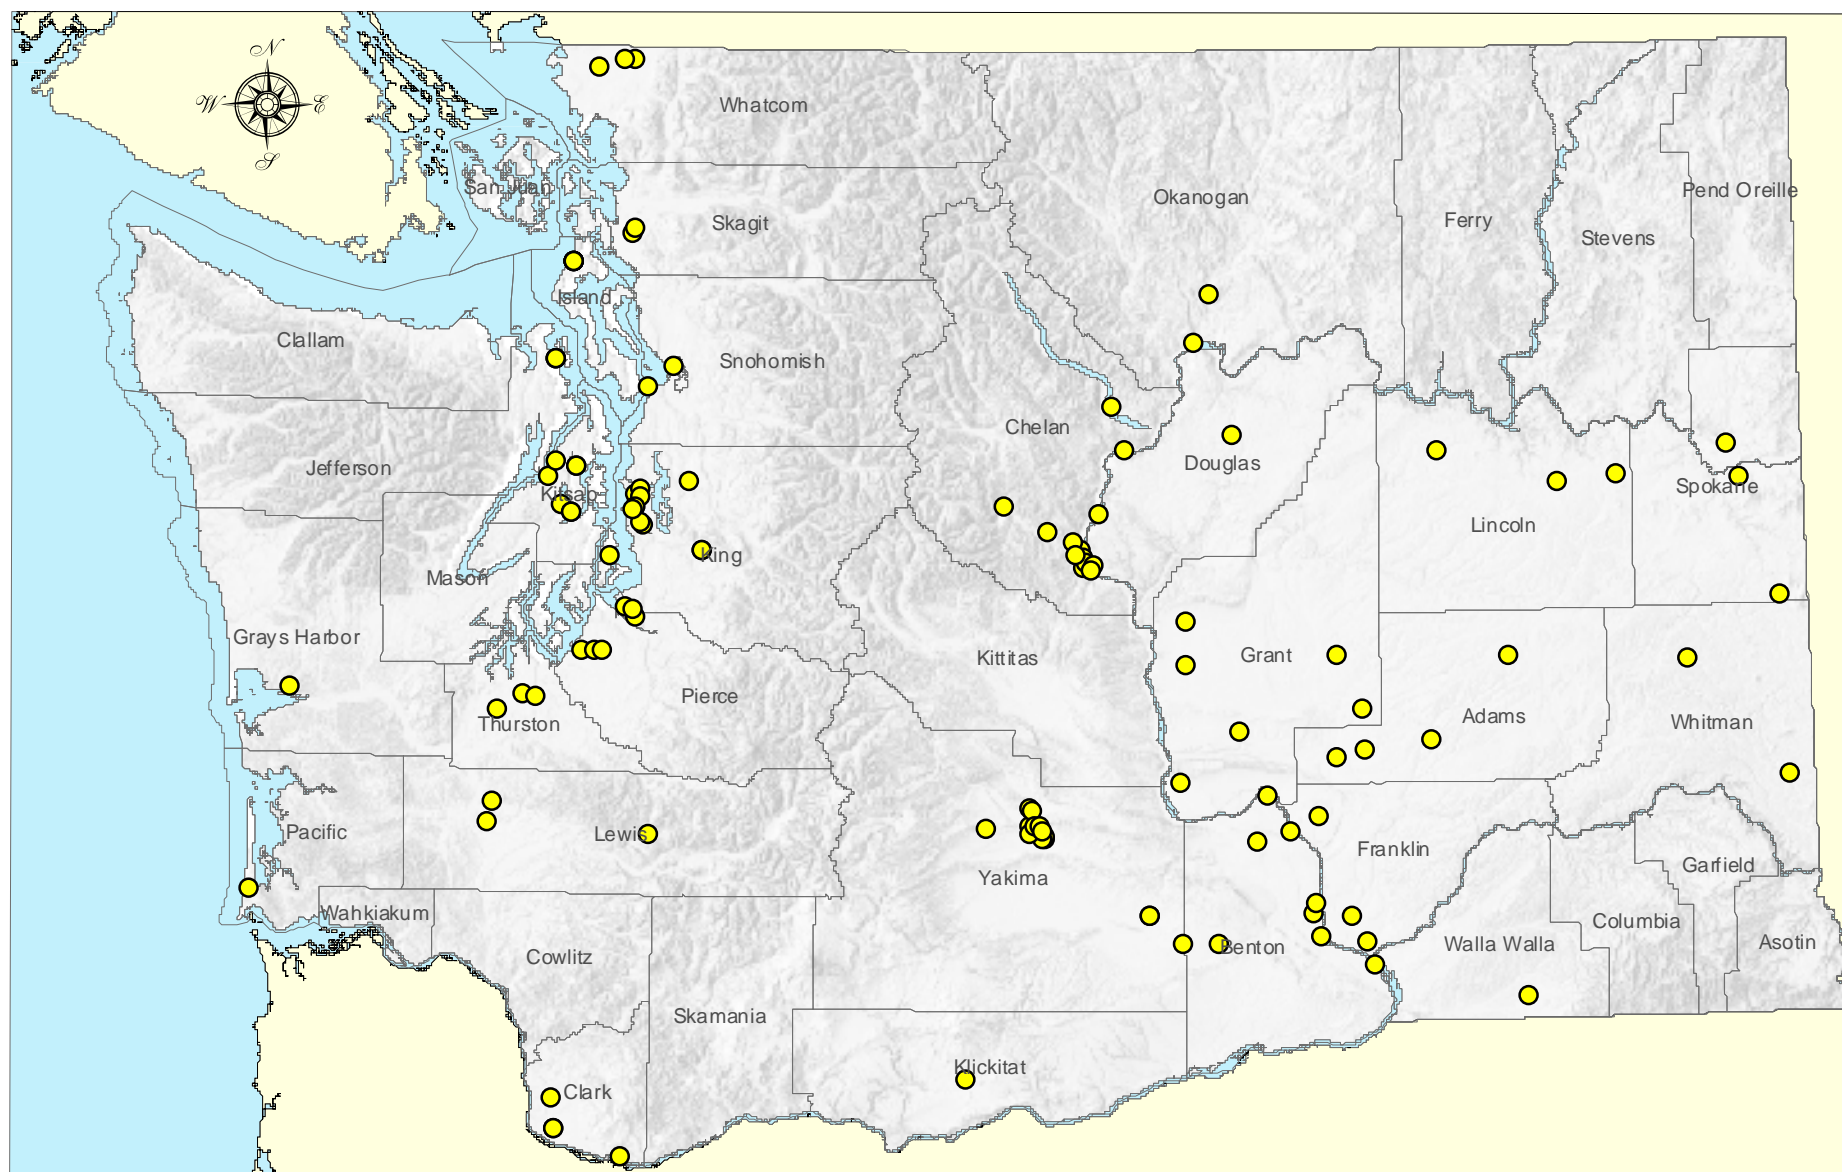 N
W
E
S
Whatcom
San Juan
Okanogan
Pend Oreille
Skagit
Ferry
Stevens
Island
Clallam
Snohomish
Chelan
Douglas
Jefferson
Kitsap
Spokane
Lincoln
King
Mason
Grays Harbor
Kittitas
Grant
Pierce
Thurston
Adams
Whitman
Pacific
Lewis
Franklin
Garfield
Yakima
Wahkiakum
Columbia
Walla Walla
Asotin
Benton
Cowlitz
Skamania
Klickitat
Clark